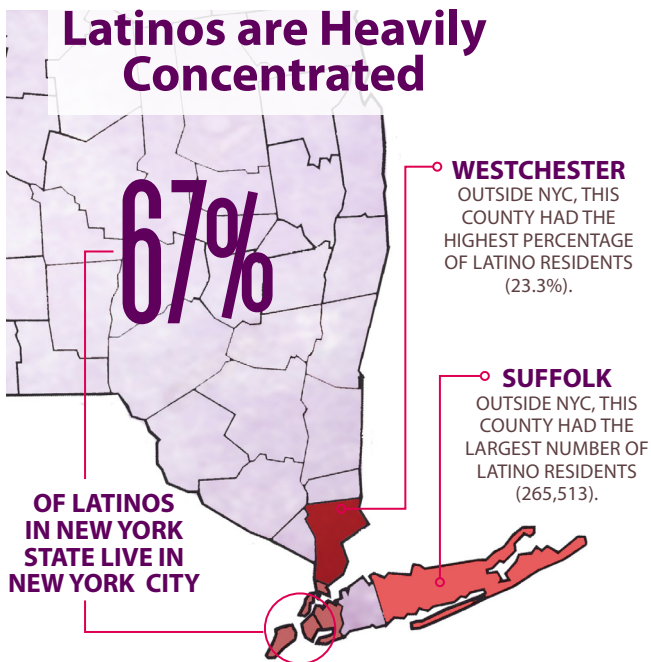 Latinos are Heavily
Concentrated
67%
OF LATINOS
IN NEW YORK
STATE LIVE IN
NEW YORK CITY
WESTCHESTER
OUTSIDE NYC, THIS
COUNTY HAD THE
HIGHEST PERCENTAGE
OF LATINO RESIDENTS
(23.3%).
SUFFOLK
OUTSIDE NYC, THIS
COUNTY HAD THE
LARGEST NUMBER OF
LATINO RESIDENTS
(265,513).